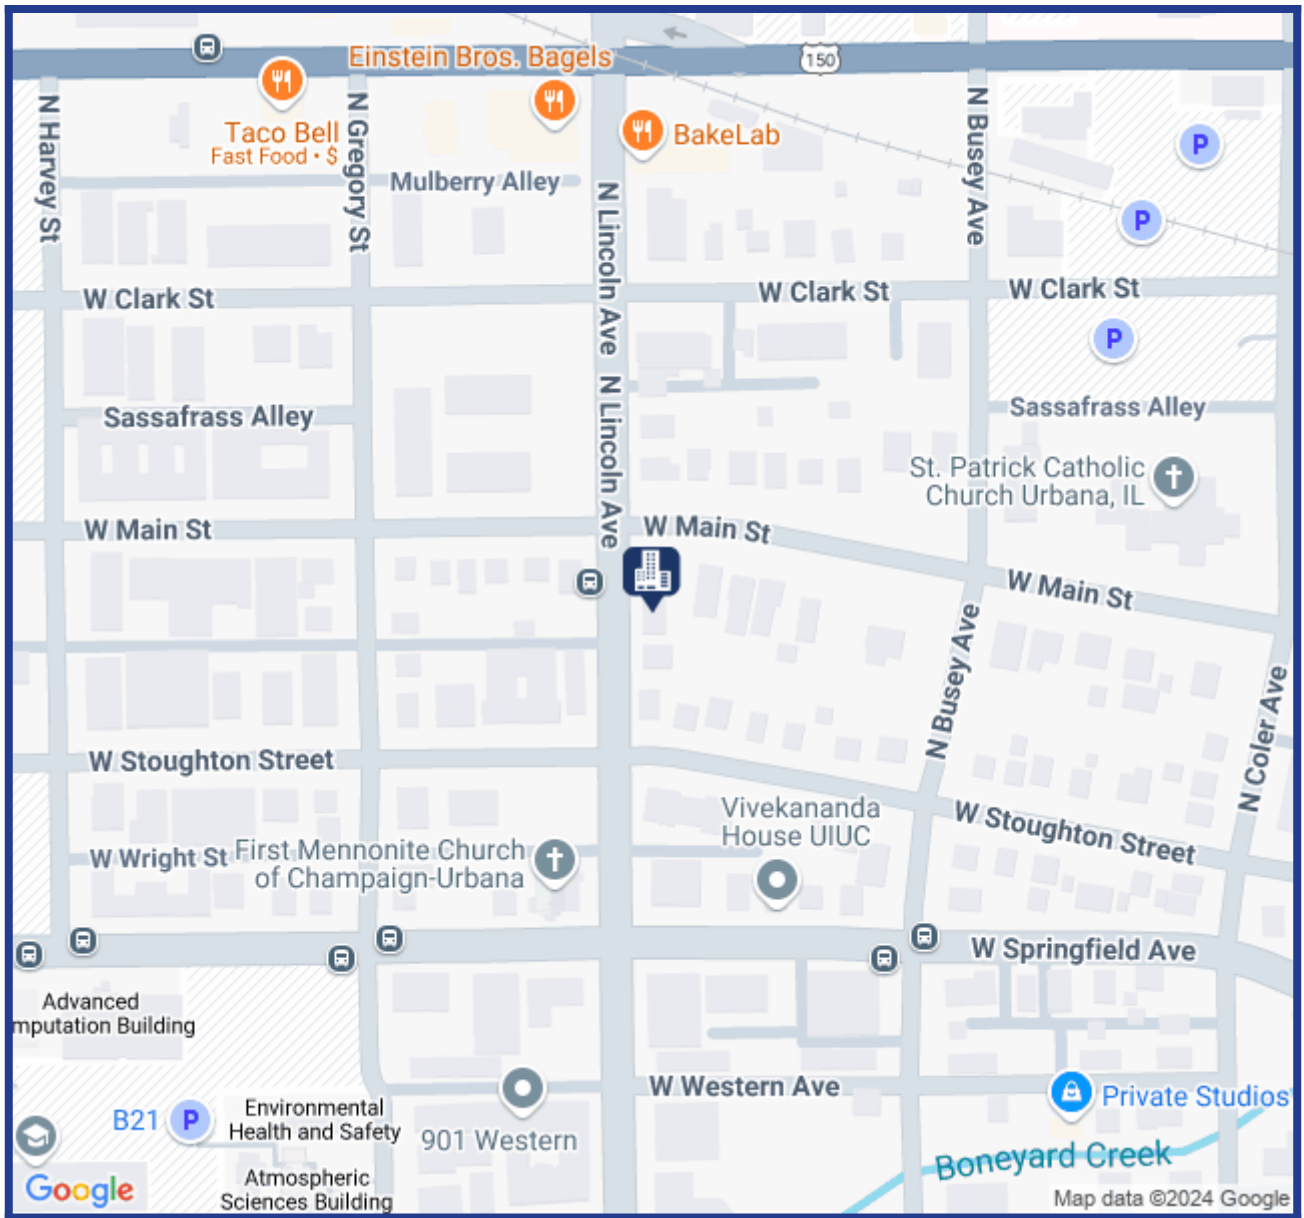 Einstein Bros. Bagels
150
Taco Bell
Fast Food • $
BakeLab
P
N Harvey St
N Gregory St
Mulberry Alley
N Lincoln Ave
N Busey Ave
P
W Clark St
W Clark St
W Clark St
P
Sassafrass Alley
N Lincoln Ave
Sassafrass Alley
St. Patrick Catholic
Church Urbana, IL
W Main St
W Main St
W Main St
N Busey Ave
N Coler Ave
W Stoughton Street
Vivekananda
House UIUC
W Stoughton Street
W Wright St
First Mennonite Church
of Champaign-Urbana
W Springfield Ave
Advanced
mputation Building
W Western Ave
Private Studios
B21
P
Environmental
Health and Safety
901 Western
Boneyard Creek
Atmospheric
Sciences Building
Google
Map data ©2024 Google